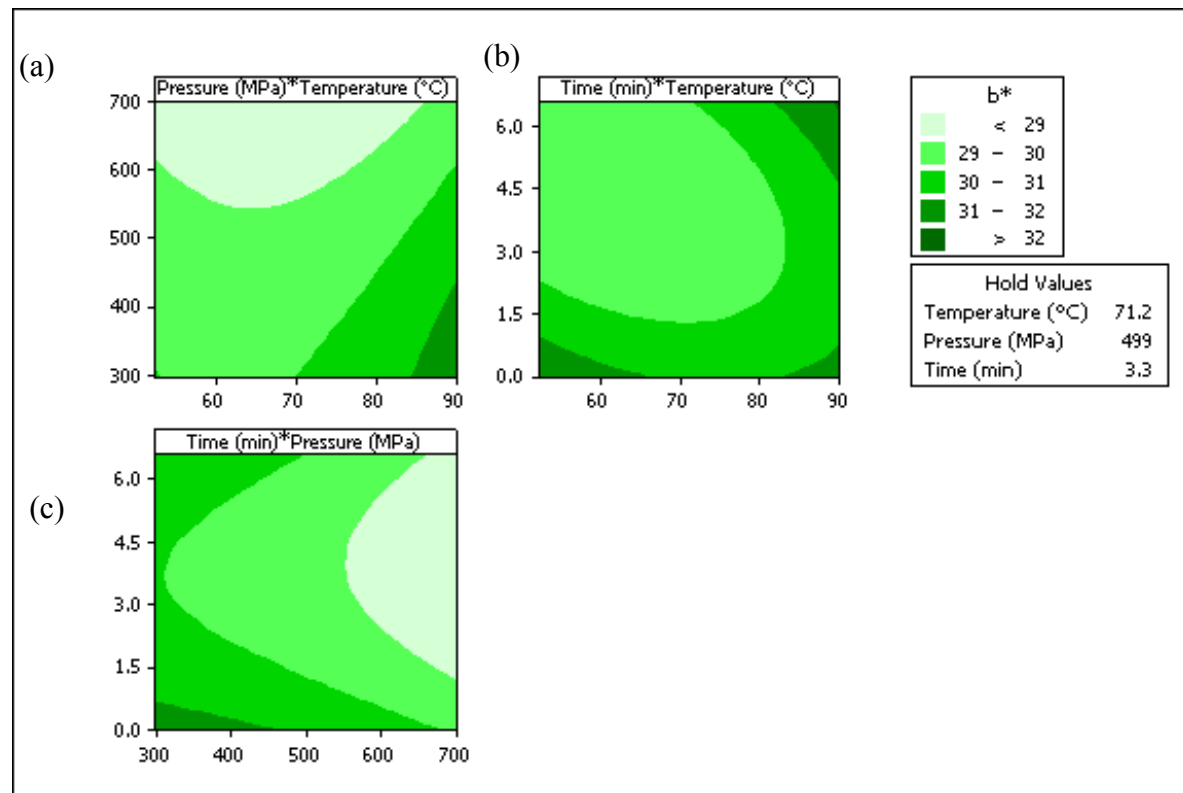 (a)
Pressure (MPa)*Temperature (°C)
700
600
500
400
300
60 70 80 90
(b)
Time (min)*Temperature (°C)
6.0
4.5
3.0
1.5
0.0
60 70 80 90
b*
< 29
29 – 30
30 – 31
31 – 32
> 32
Hold Values
Temperature (°C) 71.2
Pressure (MPa) 499
Time (min) 3.3
(c)
Time (min)*Pressure (MPa)
6.0
4.5
3.0
1.5
0.0
300 400 500 600 700